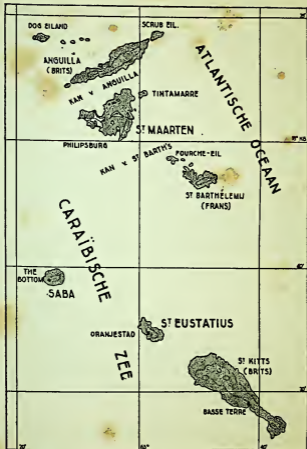 DOG EILAND
SCRUB EIL.
ANGUILLA
(BRITS)
KAN v ANGUILLA
TINTAMARRE
ST MAARTEN
PHILIPSBURG
ATLANTISCHE OCEAAN
KAN v. ST BARTH'S
FOURCHE-EIL
ST BARTHÉLEMIJ
(FRANS)
CARAÏBISCHE
ZEE
THE
BOTTOM
SABA
ST EUSTATIUS
ORANJESTAD
ST KITTS
(BRITS)
BASSE TERRE